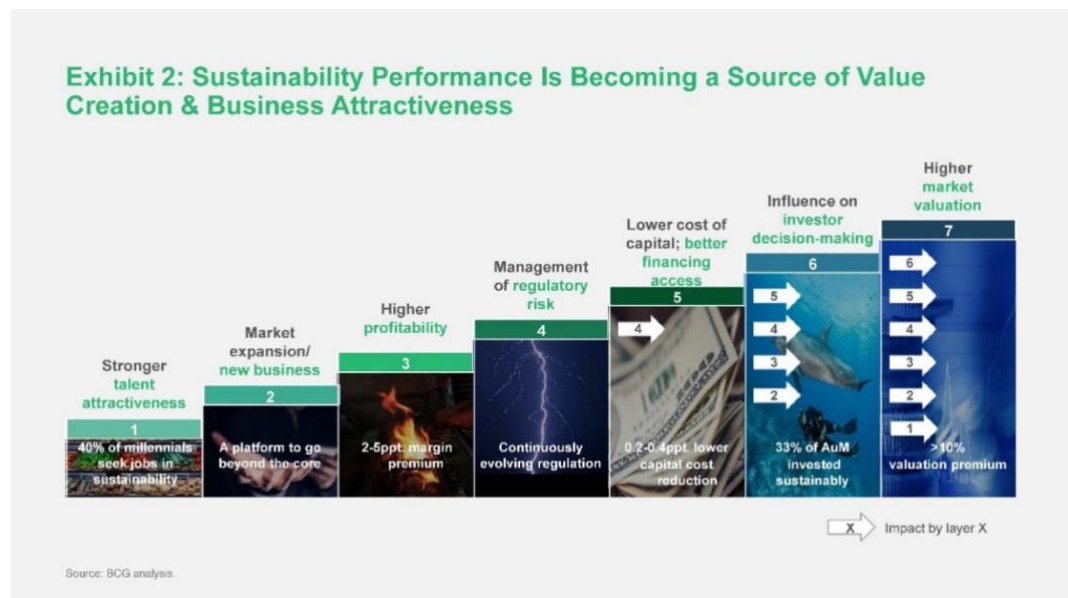 Exhibit 2: Sustainability Performance Is Becoming a Source of Value
Creation & Business Attractiveness
Stronger
talent
attractiveness
1
40% of millennials
seek jobs in
sustainability
Market
expansion/
new business
2
A platform to go
beyond the core
Higher
profitability
3
2-5ppt. margin
premium
Management
of regulatory
risk
4
Continuously
evolving regulation
Lower cost of
capital; better
financing
access
5
4
0.2-0.4ppt. lower
capital cost
reduction
Influence on
investor
decision-making
6
5
4
3
2
33% of AuM
invested
sustainably
Higher
market
valuation
7
6
5
4
3
2
1
>10%
valuation premium
X
Impact by layer X
Source: BCG analysis